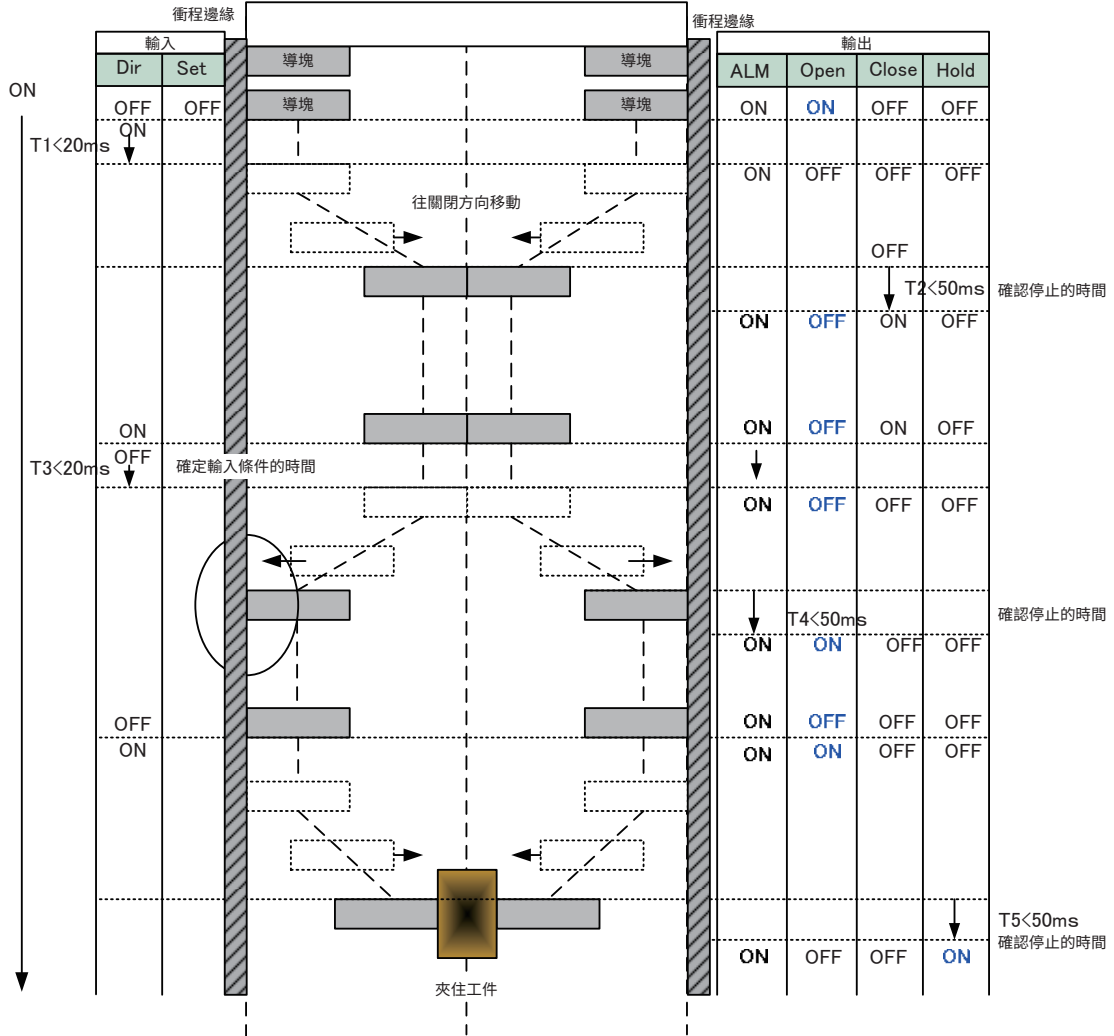 衝程邊緣
衝程邊緣
輸入
輸出
Dir Set 導塊 導塊 ALM Open Close Hold
ON
OFF OFF 導塊 導塊 ON ON OFF OFF
ON
T1<20ms
ON OFF OFF OFF
往關閉方向移動
OFF
T2<50ms 確認停止的時間
ON OFF ON OFF
ON ON OFF ON OFF
OFF
T3<20ms 確定輸入條件的時間
ON OFF OFF OFF
T4<50ms 確認停止的時間
ON ON OFF OFF
OFF ON OFF OFF OFF
ON ON ON OFF OFF
T5<50ms
確認停止的時間
ON OFF OFF ON
夾住工件